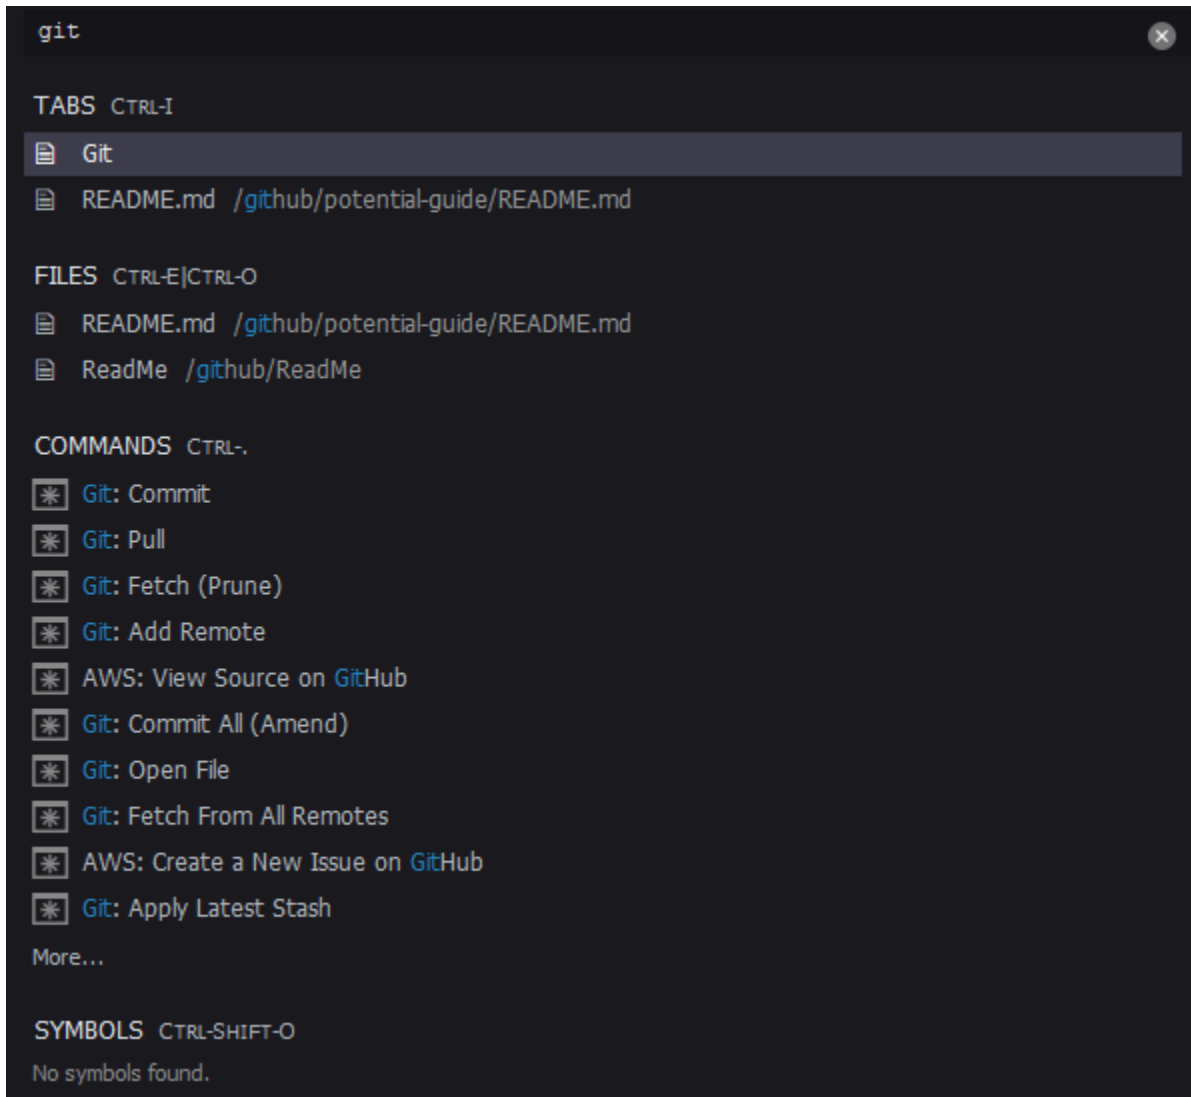 git
TABS CTRL-I
Git
README.md /github/potential-guide/README.md
FILES CTRL-E|CTRL-O
README.md /github/potential-guide/README.md
ReadMe /github/ReadMe
COMMANDS CTRL-.
Git: Commit
Git: Pull
Git: Fetch (Prune)
Git: Add Remote
AWS: View Source on GitHub
Git: Commit All (Amend)
Git: Open File
Git: Fetch From All Remotes
AWS: Create a New Issue on GitHub
Git: Apply Latest Stash
More...
SYMBOLS CTRL-SHIFT-O
No symbols found.